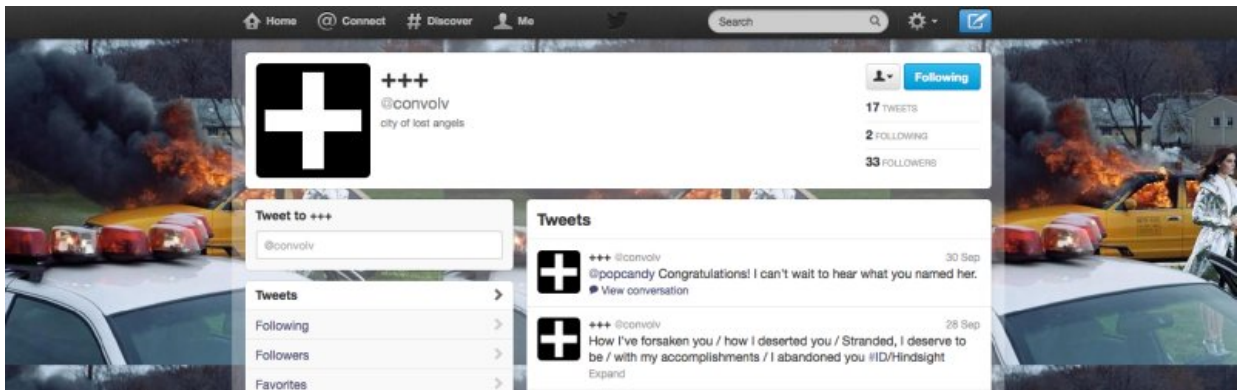 Home
Connect
Discover
Me
Search
+++
@convolv
city of lost angels
Following
17 TWEETS
2 FOLLOWING
33 FOLLOWERS
Tweet to +++
@convolv
Tweets
Following
Followers
Favorites
Tweets
+++ @convolv 30 Sep
@popcandy Congratulations! I can't wait to hear what you named her.
View conversation
+++ @convolv 28 Sep
How I've forsaken you / how I deserted you / Stranded, I deserve to
be / with my accomplishments / I abandoned you #ID/Hindsight
Expand